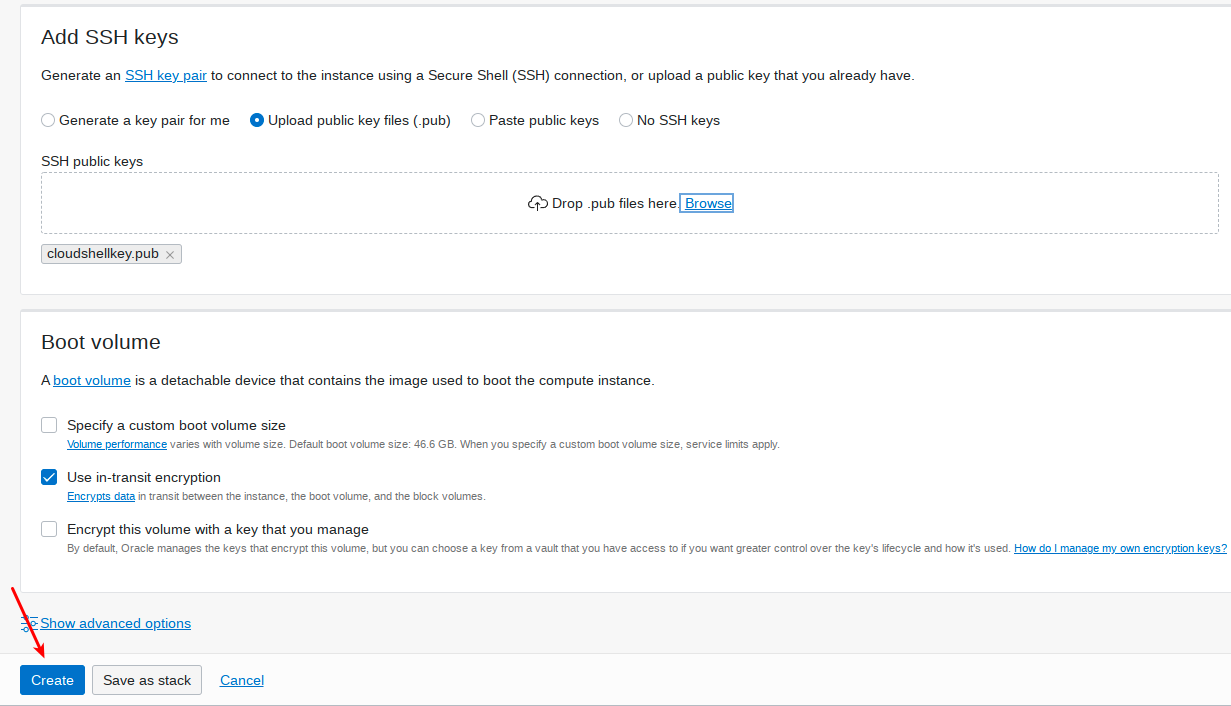 Add SSH keys
Generate an SSH key pair to connect to the instance using a Secure Shell (SSH) connection, or upload a public key that you already have.
Generate a key pair for me Upload public key files (.pub) Paste public keys No SSH keys
SSH public keys
Drop .pub files here. Browse
cloudshellkey.pub ×
Boot volume
A boot volume is a detachable device that contains the image used to boot the compute instance.
Specify a custom boot volume size
Volume performance varies with volume size. Default boot volume size: 46.6 GB. When you specify a custom boot volume size, service limits apply.
Use in-transit encryption
Encrypts data in transit between the instance, the boot volume, and the block volumes.
Encrypt this volume with a key that you manage
By default, Oracle manages the keys that encrypt this volume, but you can choose a key from a vault that you have access to if you want greater control over the key's lifecycle and how it's used. How do I manage my own encryption keys?
Show advanced options
Create Save as stack Cancel